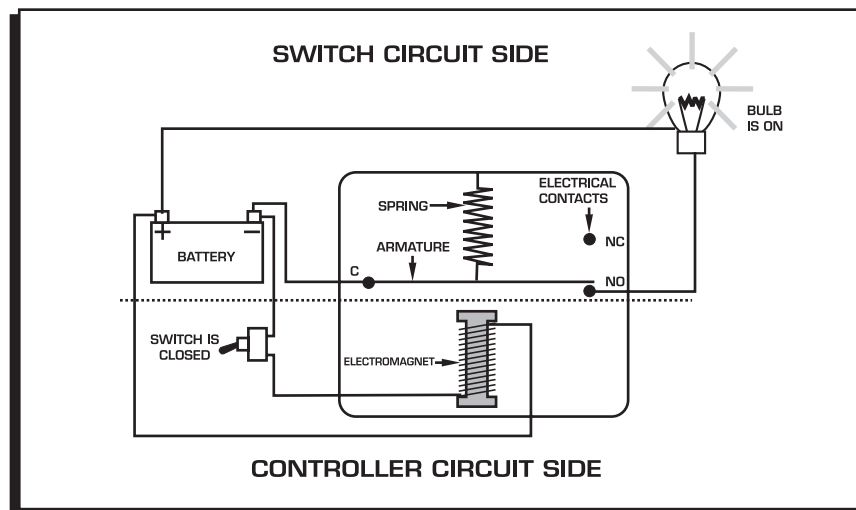 SWITCH CIRCUIT SIDE
BULB
IS ON
ELECTRICAL
CONTACTS
SPRING
NC
ARMATURE
+
−
BATTERY
C
NO
SWITCH IS
CLOSED
ELECTROMAGNET
CONTROLLER CIRCUIT SIDE